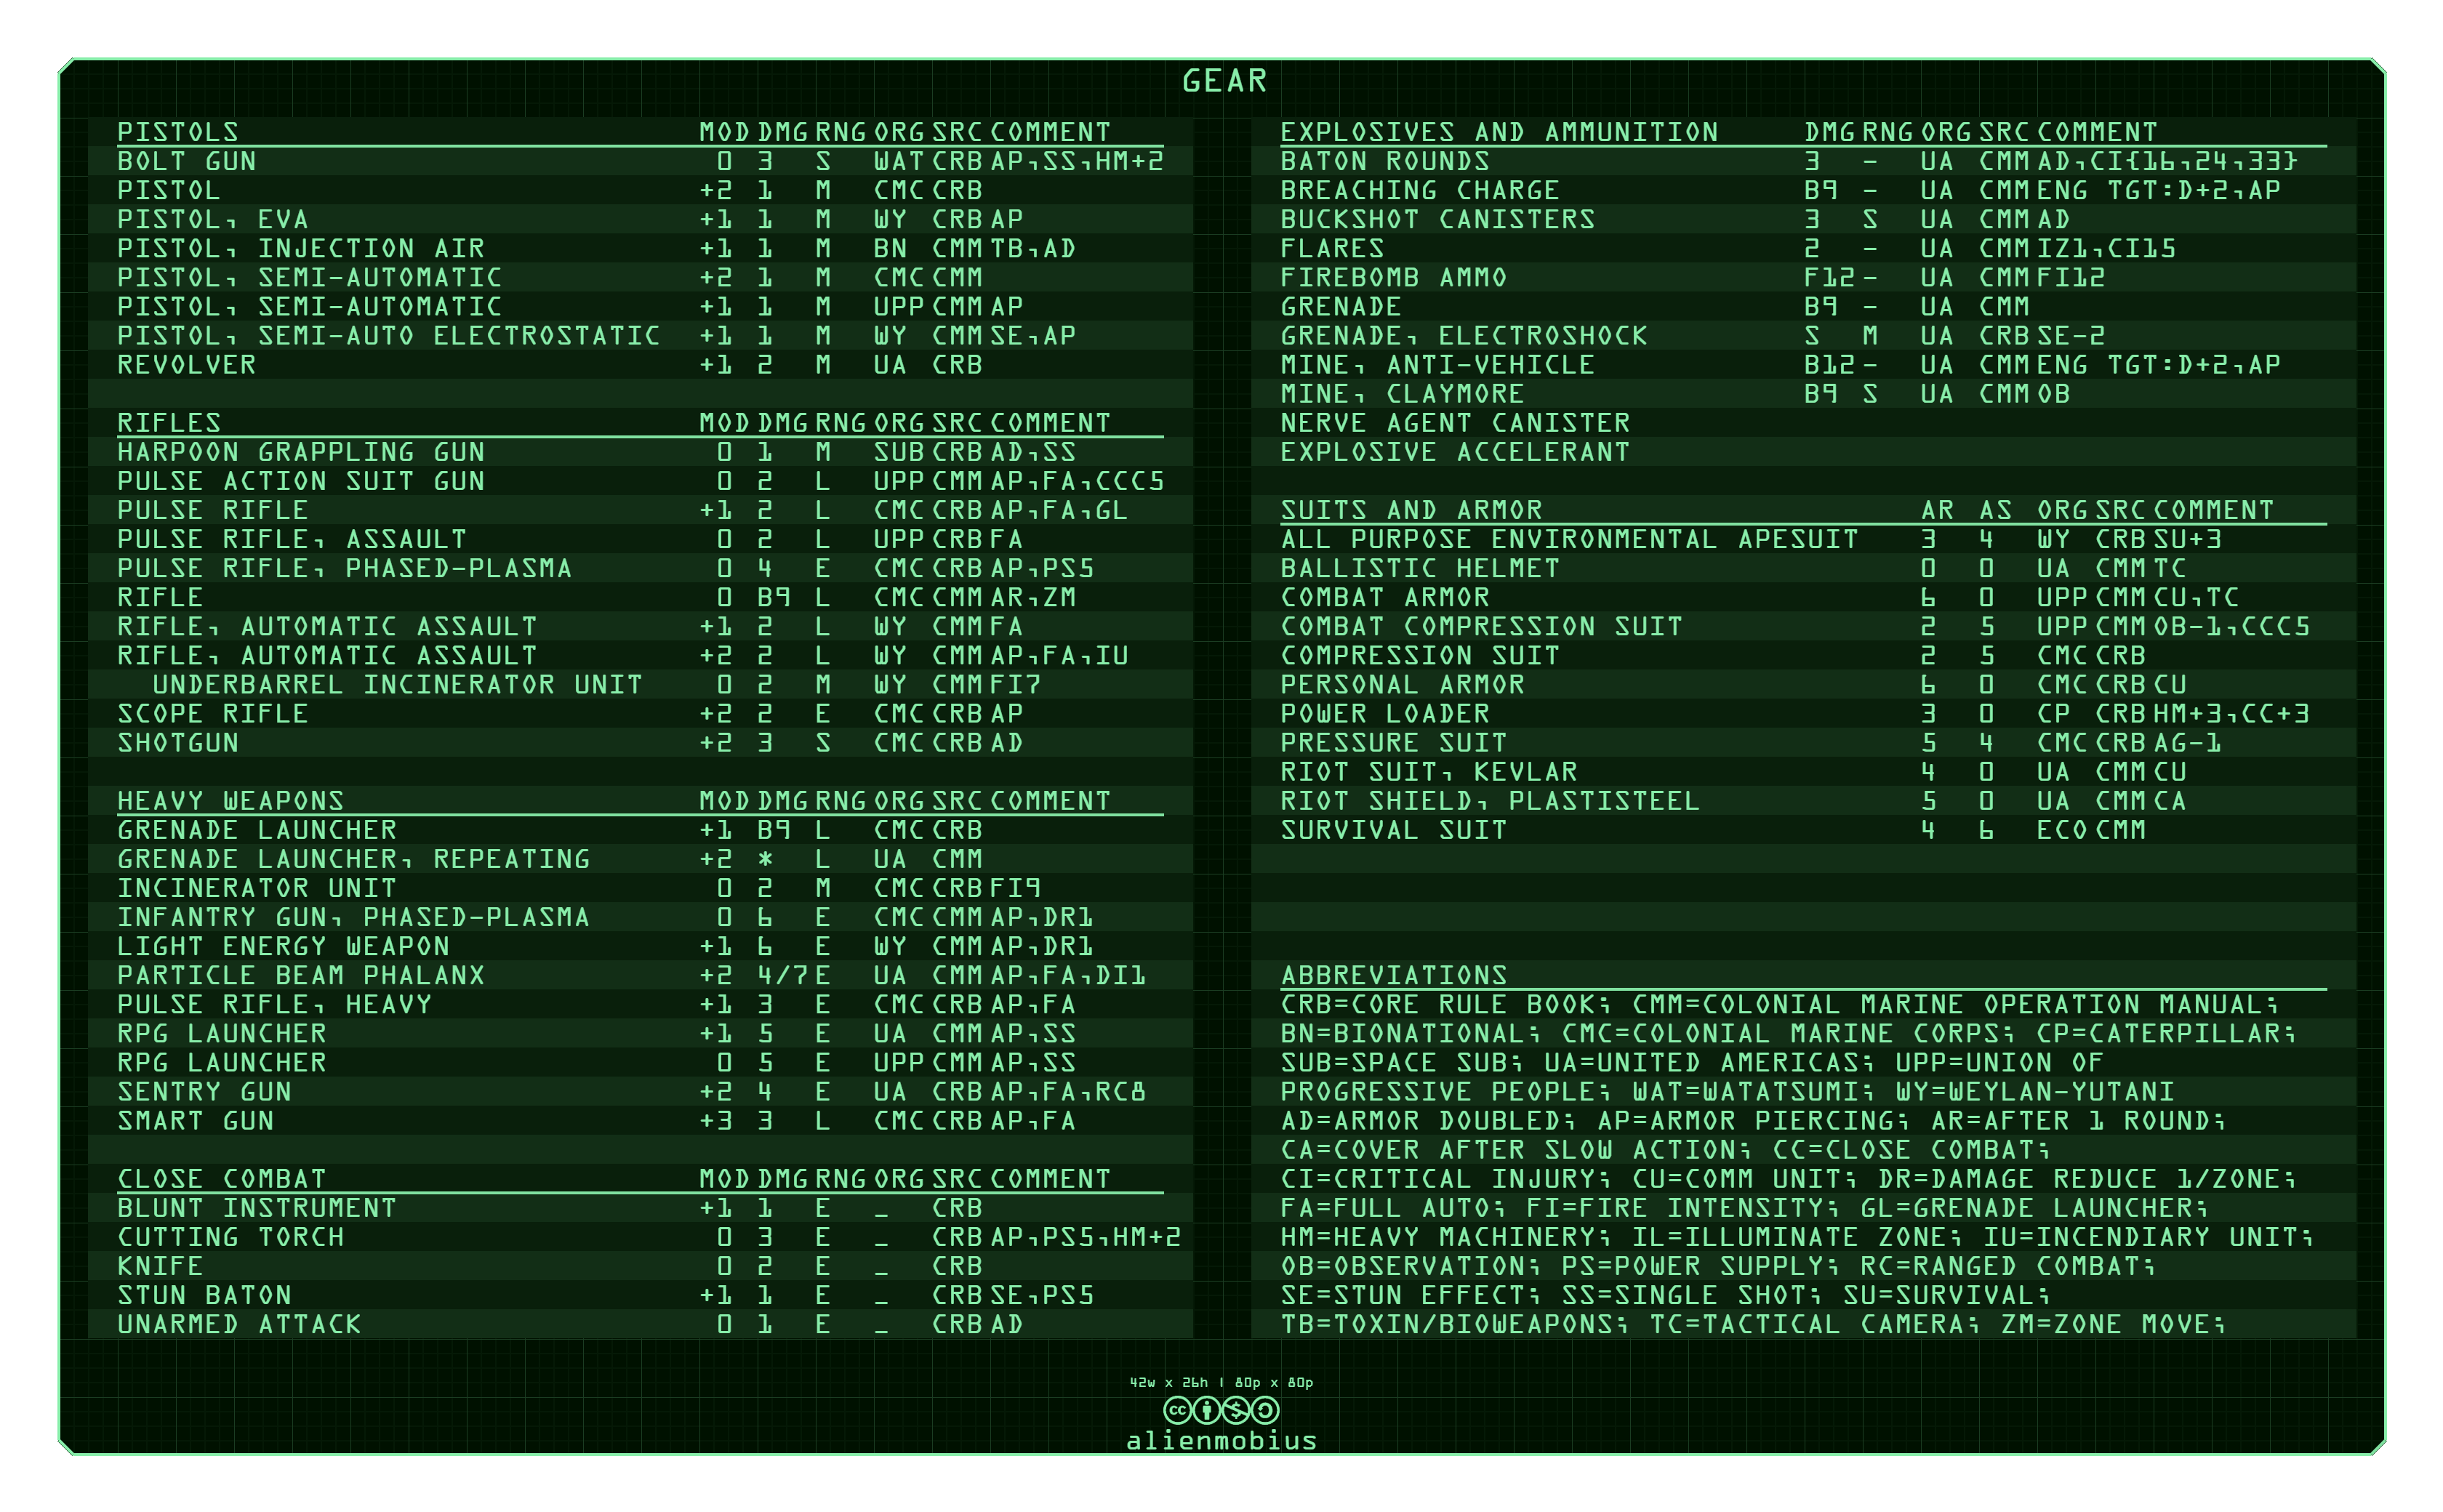 GEAR
PISTOLS MOD DMG RNG ORG SRC COMMENT
BOLT GUN 0 3 S WAT CRB AP,SS,HM+2
PISTOL +2 1 M CMC CRB
PISTOL, EVA +1 1 M WY CRB AP
PISTOL, INJECTION AIR +1 1 M BN CMM TB,AD
PISTOL, SEMI-AUTOMATIC +2 1 M CMC CMM
PISTOL, SEMI-AUTOMATIC +1 1 M UPP CMM AP
PISTOL, SEMI-AUTO ELECTROSTATIC +1 1 M WY CMM SE,AP
REVOLVER +1 2 M UA CRB
RIFLES MOD DMG RNG ORG SRC COMMENT
HARPOON GRAPPLING GUN 0 1 M SUB CRB AD,SS
PULSE ACTION SUIT GUN 0 2 L UPP CMM AP,FA,CCC5
PULSE RIFLE +1 2 L CMC CRB AP,FA,GL
PULSE RIFLE, ASSAULT 0 2 L UPP CRB FA
PULSE RIFLE, PHASED-PLASMA 0 4 E CMC CRB AP,PS5
RIFLE 0 B9 L CMC CMM AR,ZM
RIFLE, AUTOMATIC ASSAULT +1 2 L WY CMM FA
RIFLE, AUTOMATIC ASSAULT +2 2 L WY CMM AP,FA,IU
UNDERBARREL INCINERATOR UNIT 0 2 M WY CMM FI7
SCOPE RIFLE +2 2 E CMC CRB AP
SHOTGUN +2 3 S CMC CRB AD
HEAVY WEAPONS MOD DMG RNG ORG SRC COMMENT
GRENADE LAUNCHER +1 B9 L CMC CRB
GRENADE LAUNCHER, REPEATING +2 * L UA CMM
INCINERATOR UNIT 0 2 M CMC CRB FI9
INFANTRY GUN, PHASED-PLASMA 0 6 E CMC CMM AP,DR1
LIGHT ENERGY WEAPON +1 6 E WY CMM AP,DR1
PARTICLE BEAM PHALANX +2 4/7 E UA CMM AP,FA,DI1
PULSE RIFLE, HEAVY +1 3 E CMC CRB AP,FA
RPG LAUNCHER +1 5 E UA CMM AP,SS
RPG LAUNCHER 0 5 E UPP CMM AP,SS
SENTRY GUN +2 4 E UA CRB AP,FA,RC8
SMART GUN +3 3 L CMC CRB AP,FA
CLOSE COMBAT MOD DMG RNG ORG SRC COMMENT
BLUNT INSTRUMENT +1 1 E _ CRB
CUTTING TORCH 0 3 E _ CRB AP,PS5,HM+2
KNIFE 0 2 E _ CRB
STUN BATON +1 1 E _ CRB SE,PS5
UNARMED ATTACK 0 1 E _ CRB AD
EXPLOSIVES AND AMMUNITION DMG RNG ORG SRC COMMENT
BATON ROUNDS 3 - UA CMM AD,CI{16,24,33}
BREACHING CHARGE B9 - UA CMM ENG TGT:D+2,AP
BUCKSHOT CANISTERS 3 S UA CMM AD
FLARES 2 - UA CMM IZ1,CI15
FIREBOMB AMMO F12 - UA CMM FI12
GRENADE B9 - UA CMM
GRENADE, ELECTROSHOCK S M UA CRB SE-2
MINE, ANTI-VEHICLE B12 - UA CMM ENG TGT:D+2,AP
MINE, CLAYMORE B9 S UA CMM OB
NERVE AGENT CANISTER
EXPLOSIVE ACCELERANT
SUITS AND ARMOR AR AS ORG SRC COMMENT
ALL PURPOSE ENVIRONMENTAL APESUIT 3 4 WY CRB SU+3
BALLISTIC HELMET 0 0 UA CMM TC
COMBAT ARMOR 6 0 UPP CMM CU,TC
COMBAT COMPRESSION SUIT 2 5 UPP CMM OB-1,CCC5
COMPRESSION SUIT 2 5 CMC CRB
PERSONAL ARMOR 6 0 CMC CRB CU
POWER LOADER 3 0 CP CRB HM+3,CC+3
PRESSURE SUIT 5 4 CMC CRB AG-1
RIOT SUIT, KEVLAR 4 0 UA CMM CU
RIOT SHIELD, PLASTISTEEL 5 0 UA CMM CA
SURVIVAL SUIT 4 6 ECO CMM
ABBREVIATIONS
CRB=CORE RULE BOOK; CMM=COLONIAL MARINE OPERATION MANUAL;
BN=BIONATIONAL; CMC=COLONIAL MARINE CORPS; CP=CATERPILLAR;
SUB=SPACE SUB; UA=UNITED AMERICAS; UPP=UNION OF
PROGRESSIVE PEOPLE; WAT=WATATSUMI; WY=WEYLAN-YUTANI
AD=ARMOR DOUBLED; AP=ARMOR PIERCING; AR=AFTER 1 ROUND;
CA=COVER AFTER SLOW ACTION; CC=CLOSE COMBAT;
CI=CRITICAL INJURY; CU=COMM UNIT; DR=DAMAGE REDUCE 1/ZONE;
FA=FULL AUTO; FI=FIRE INTENSITY; GL=GRENADE LAUNCHER;
HM=HEAVY MACHINERY; IL=ILLUMINATE ZONE; IU=INCENDIARY UNIT;
OB=OBSERVATION; PS=POWER SUPPLY; RC=RANGED COMBAT;
SE=STUN EFFECT; SS=SINGLE SHOT; SU=SURVIVAL;
TB=TOXIN/BIOWEAPONS; TC=TACTICAL CAMERA; ZM=ZONE MOVE;
42w x 26h | 80p x 80p
alienmobius